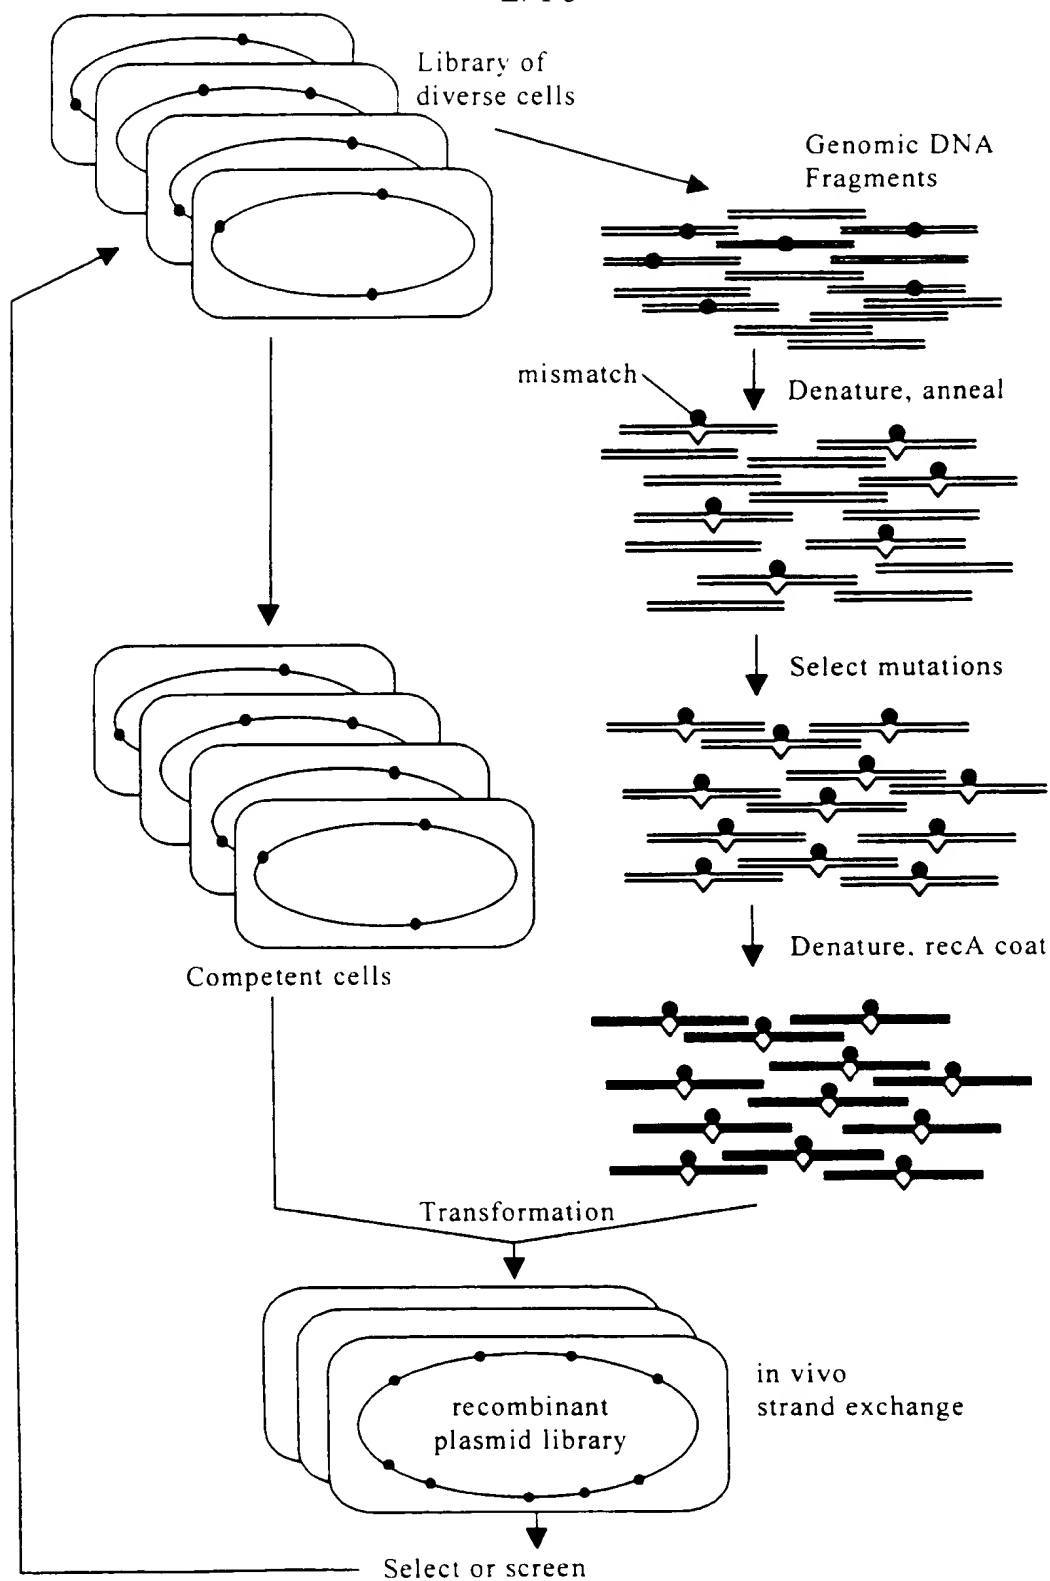 Library of
diverse cells
Genomic DNA
Fragments
mismatch
Denature, anneal
Select mutations
Denature, recA coat
Competent cells
Transformation
in vivo
strand exchange
recombinant
plasmid library
Select or screen